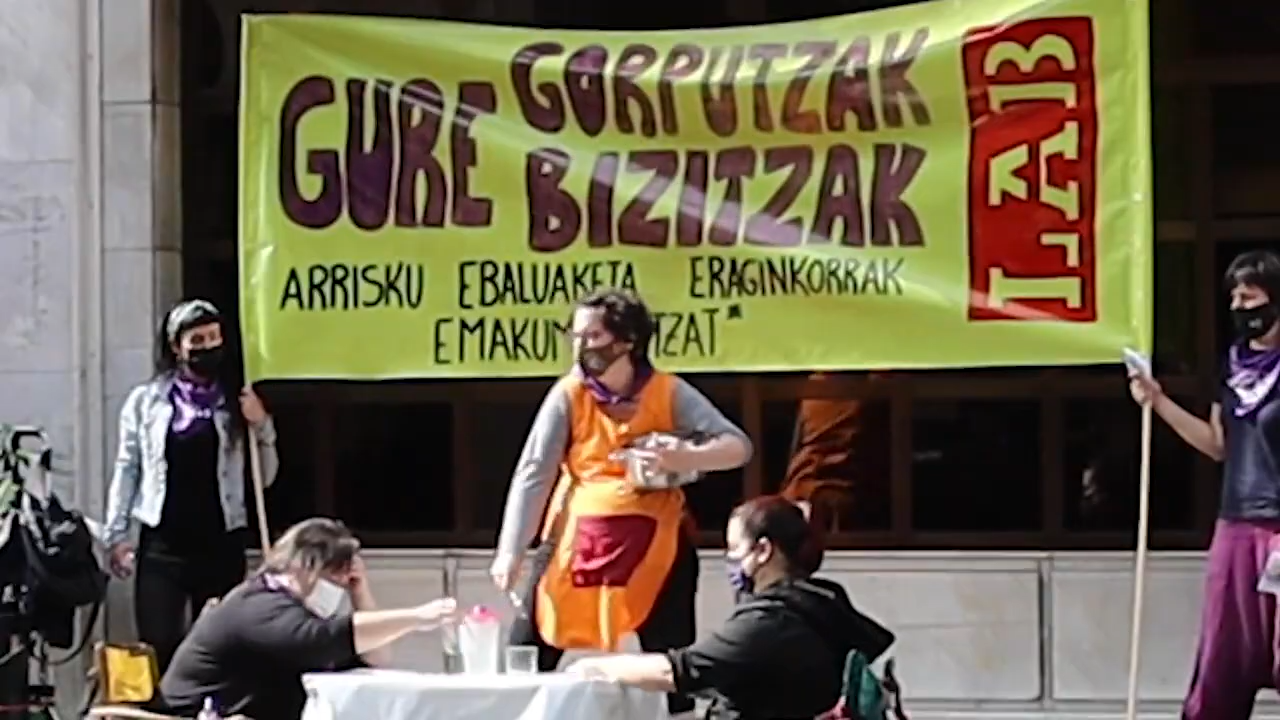 GURE GORPUTZAK
BIZITZAK
ARRISKU EBALUAKETA ERAGINKORRAK
LAB